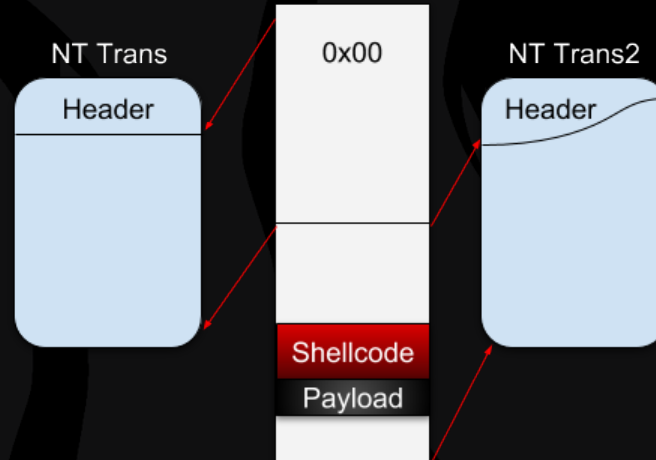 NT Trans
0x00
NT Trans2
Header
Header
Shellcode
Payload